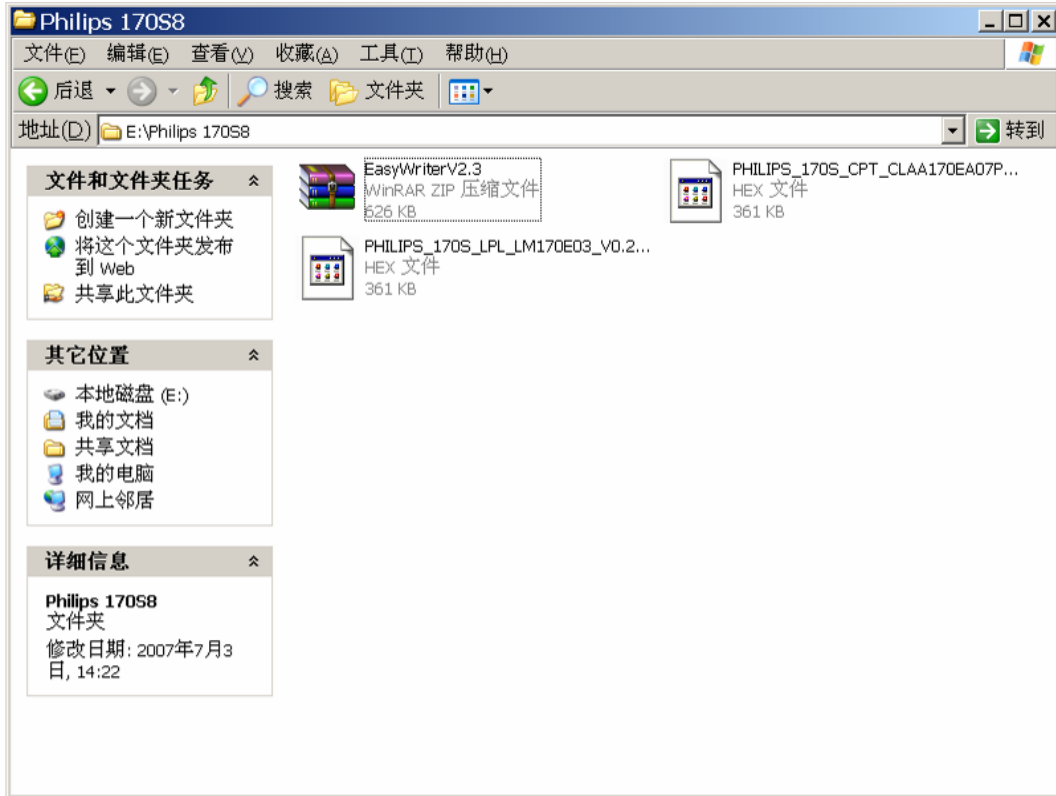 Philips 170S8
文件(F) 编辑(E) 查看(V) 收藏(A) 工具(T) 帮助(H)
后退 搜索 文件夹
地址(D) E:\Philips 170S8 转到
文件和文件夹任务
创建一个新文件夹
将这个文件夹发布
到 Web
共享此文件夹
其它位置
本地磁盘 (E:)
我的文档
共享文档
我的电脑
网上邻居
详细信息
Philips 170S8
文件夹
修改日期: 2007年7月3
日, 14:22
EasyWriterV2.3
WinRAR ZIP 压缩文件
626 KB
PHILIPS_170S_CPT_CLAA170EA07P...
HEX 文件
361 KB
PHILIPS_170S_LPL_LM170E03_V0.2...
HEX 文件
361 KB